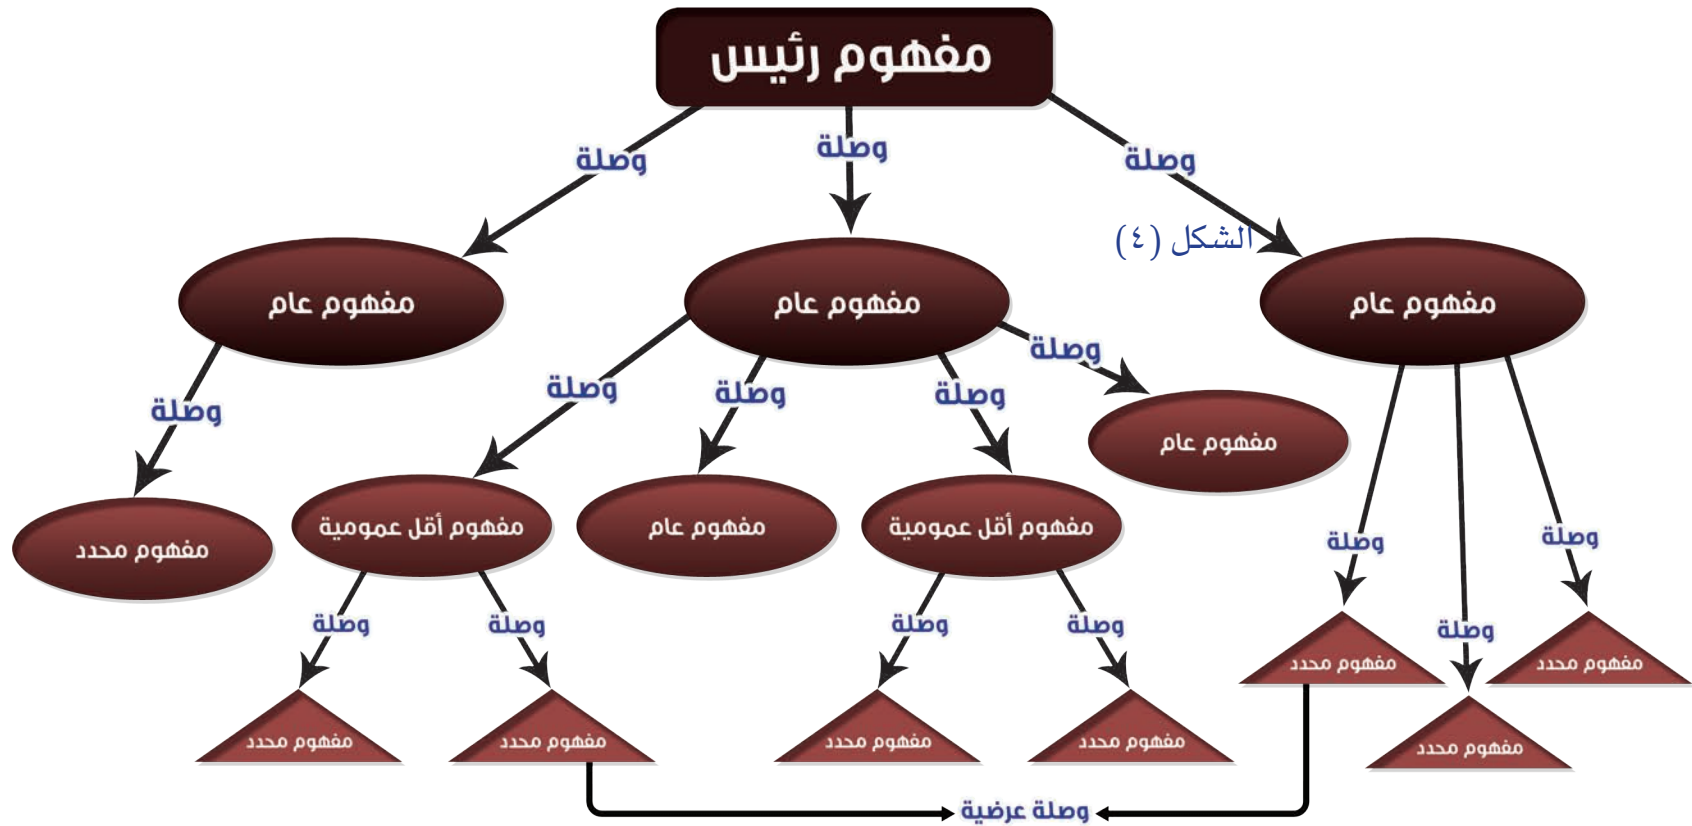 مفهوم رئيس
وصلة
وصلة
وصلة
الشكل (٤)
مفهوم عام
مفهوم عام
مفهوم عام
وصلة
وصلة
وصلة
وصلة
وصلة
مفهوم عام
مفهوم أقل عمومية
مفهوم عام
مفهوم أقل عمومية
مفهوم محدد
وصلة
وصلة
وصلة
وصلة
وصلة
وصلة
وصلة
مفهوم محدد
مفهوم محدد
مفهوم محدد
مفهوم محدد
مفهوم محدد
مفهوم محدد
مفهوم محدد
وصلة عرضية